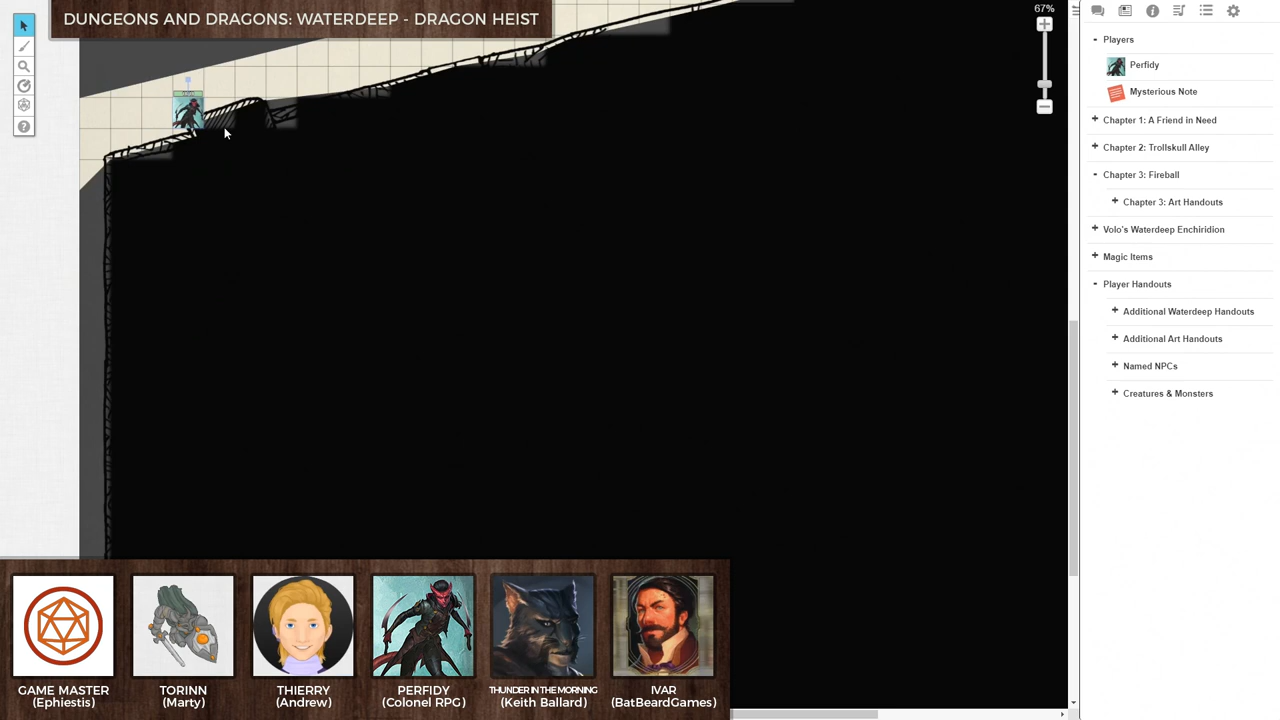 DUNGEONS AND DRAGONS: WATERDEEP - DRAGON HEIST
67%
Players
Perfidy
Mysterious Note
Chapter 1: A Friend in Need
Chapter 2: Trollskull Alley
Chapter 3: Fireball
Chapter 3: Art Handouts
Volo's Waterdeep Enchiridion
Magic Items
Player Handouts
Additional Waterdeep Handouts
Additional Art Handouts
Named NPCs
Creatures & Monsters
GAME MASTER
(Ephiestis)
TORINN
(Marty)
THIERRY
(Andrew)
PERFIDY
(Colonel RPG)
THUNDER IN THE MORNING
(Keith Ballard)
IVAR
(BatBeardGames)